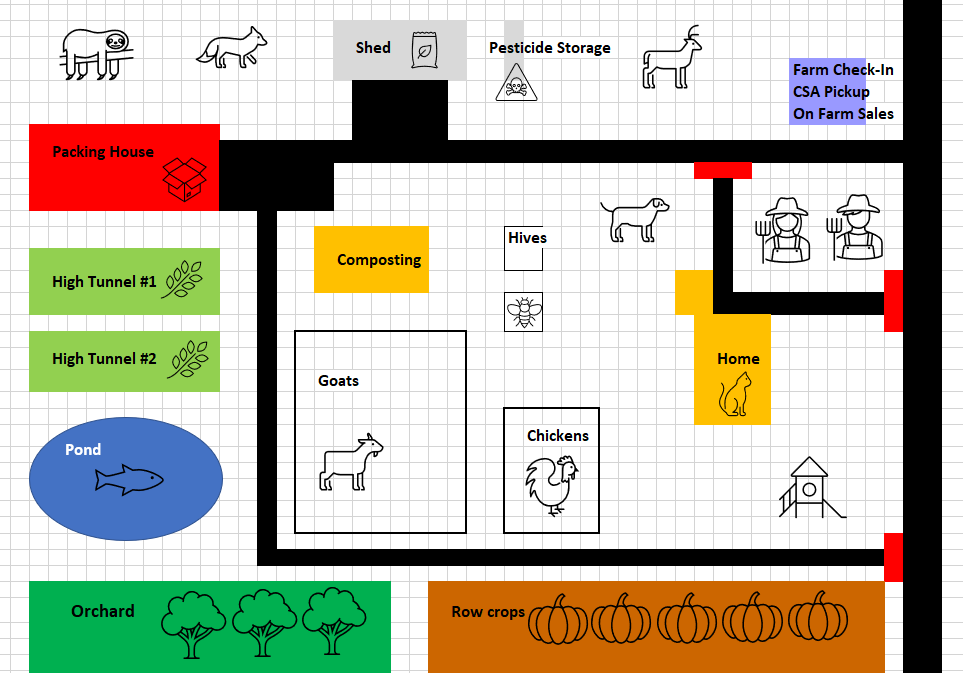 Shed
Pesticide Storage
Farm Check-In
CSA Pickup
On Farm Sales
Packing House
Hives
Composting
High Tunnel #1
High Tunnel #2
Home
Goats
Chickens
Pond
Orchard
Row crops